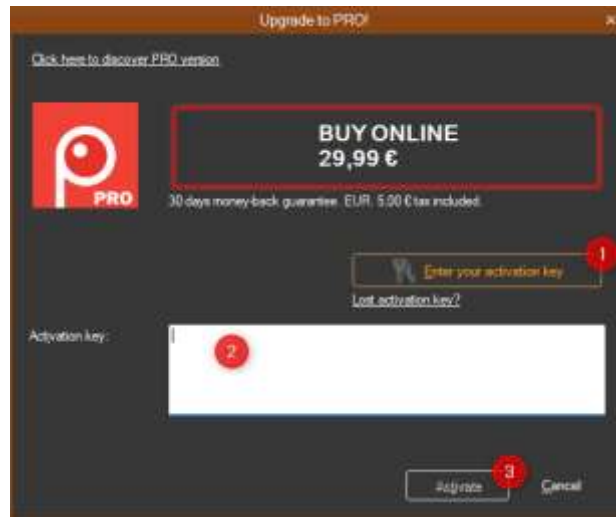 Upgrade to PRO!
Click here to discover PRO version
PRO
BUY ONLINE
29,99 €
30 days money-back guarantee. EUR. 5.00 € tax included.
1
Enter your activation key
Lost activation key?
Activation key:
2
3
Activate
Cancel